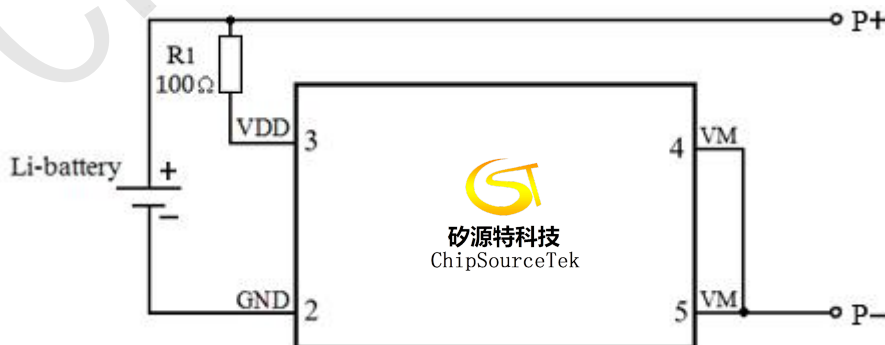 P+
R1
100Ω
VDD
3
4
VM
Li-battery
+
−
矽源特科技
ChipSourceTek
GND
2
5
VM
P−